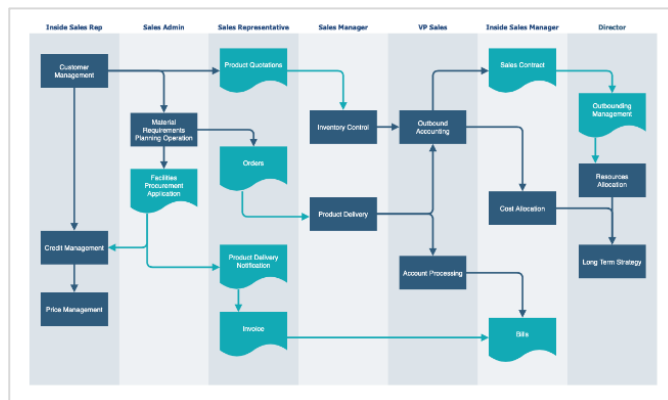 Inside Sales Rep
Sales Admin
Sales Representative
Sales Manager
VP Sales
Inside Sales Manager
Director
Customer
Management
Product Quotations
Sales Contract
Outbounding
Management
Material
Requirements
Planning Operation
Inventory Control
Outbound
Accounting
Orders
Facilities
Procurement
Application
Resources
Allocation
Product Delivery
Cost Allocation
Credit Management
Product Delivery
Notification
Account Processing
Long Term Strategy
Price Management
Invoice
Bills